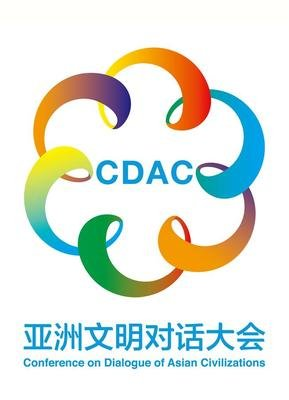 CDAC
亚洲文明对话大会
Conference on Dialogue of Asian Civilizations